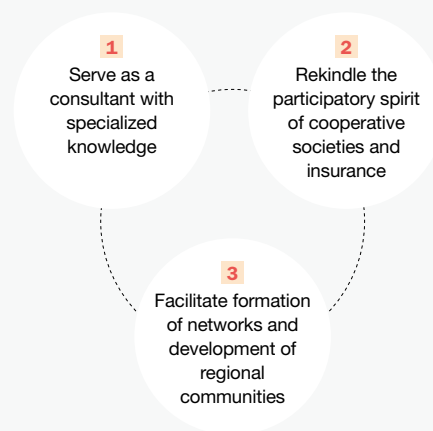 1
Serve as a
consultant with
specialized
knowledge
2
Rekindle the
participatory spirit
of cooperative
societies and
insurance
3
Facilitate formation
of networks and
development of
regional
communities